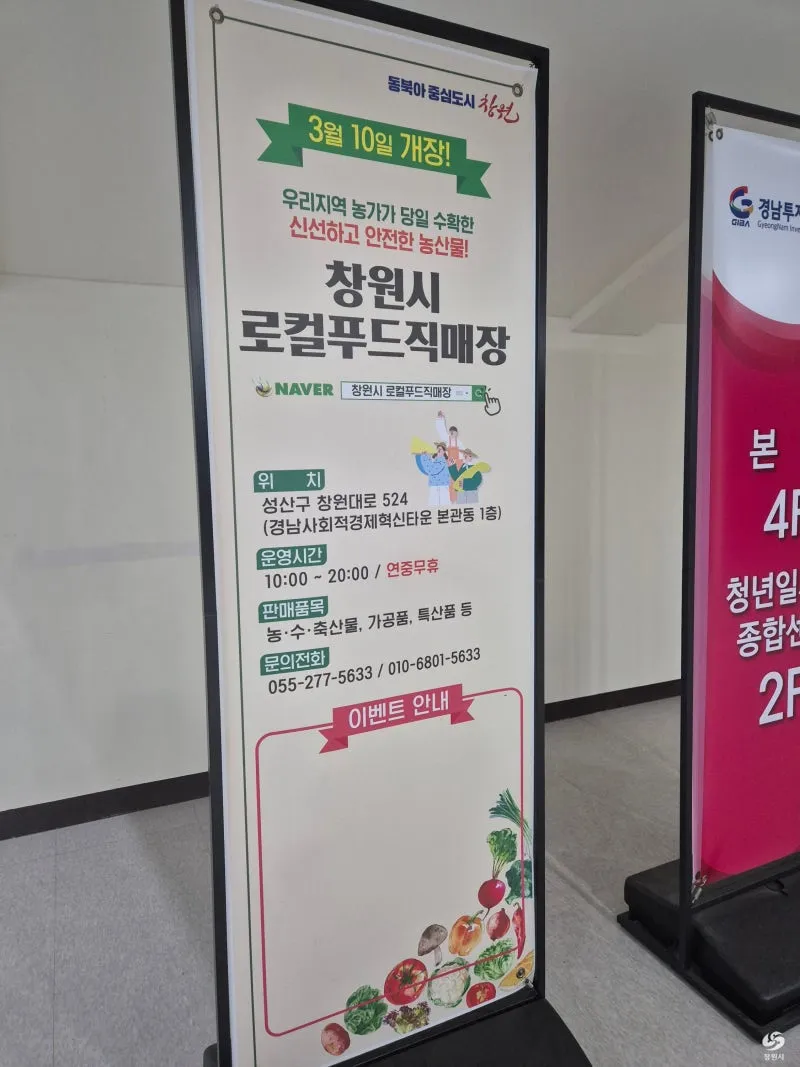 동북아 중심도시 창원
3월 10일 개장!
우리지역 농가가 당일 수확한
신선하고 안전한 농산물!
창원시
로컬푸드직매장
NAVER 창원시 로컬푸드직매장
위 치
성산구 창원대로 524
(경남사회적경제혁신타운 본관동 1층)
운영시간
10:00 ~ 20:00 / 연중무휴
판매품목
농·수·축산물, 가공품, 특산품 등
문의전화
055-277-5633 / 010-6801-5633
이벤트 안내
GIBA 경남투자
GyeongNam Inve
본
4F
청년일
종합선
2F
창원시